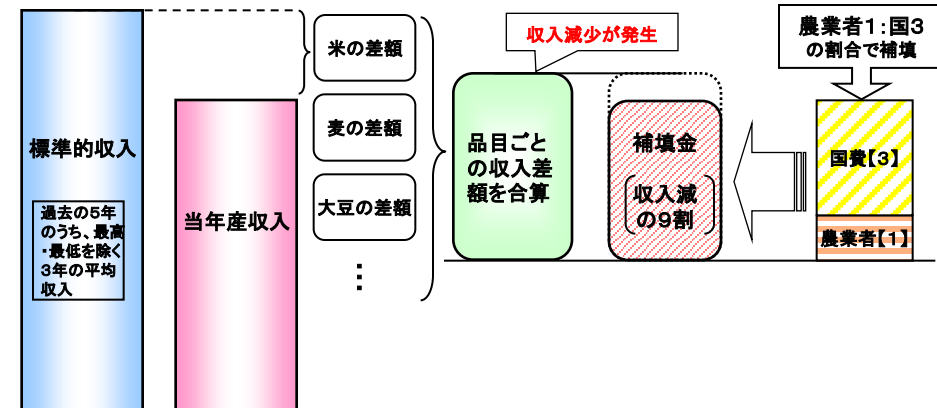 標準的収入
過去の5年
のうち、最高
・最低を除く
3年の平均
収入
当年産収入
米の差額
麦の差額
大豆の差額
⋮
収入減少が発生
品目ごと
の収入差
額を合算
補填金
収入減
の9割
農業者1:国3
の割合で補填
国費【3】
農業者【1】